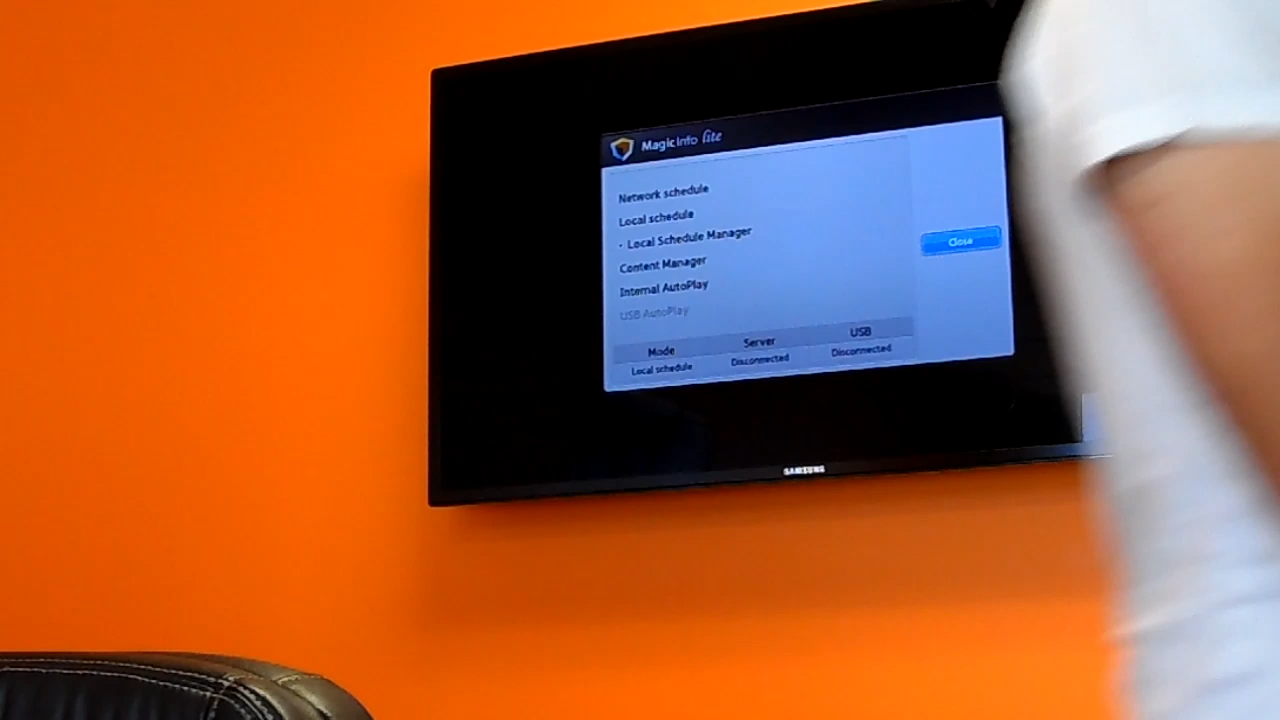 MagicInfo lite
Network schedule
Local schedule
· Local Schedule Manager
Content Manager
Internal AutoPlay
USB AutoPlay
Close
Mode Server USB
Local schedule Disconnected Disconnected
SAMSUNG